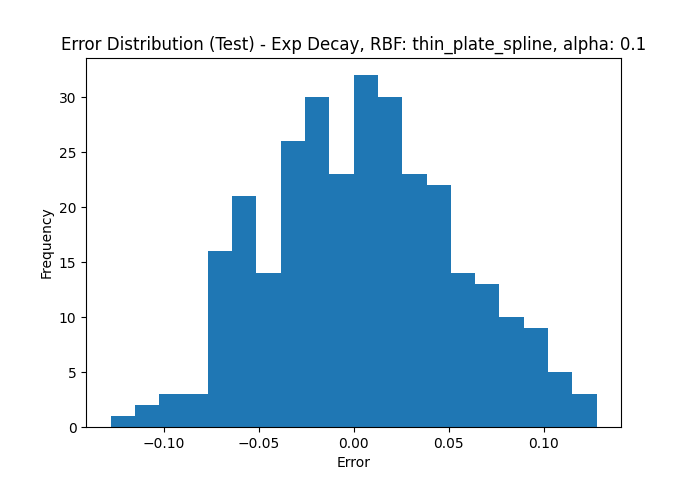 Error Distribution (Test) - Exp Decay, RBF: thin_plate_spline, alpha: 0.1
30
25
20
15
10
5
0
Frequency
−0.10 −0.05 0.00 0.05 0.10
Error